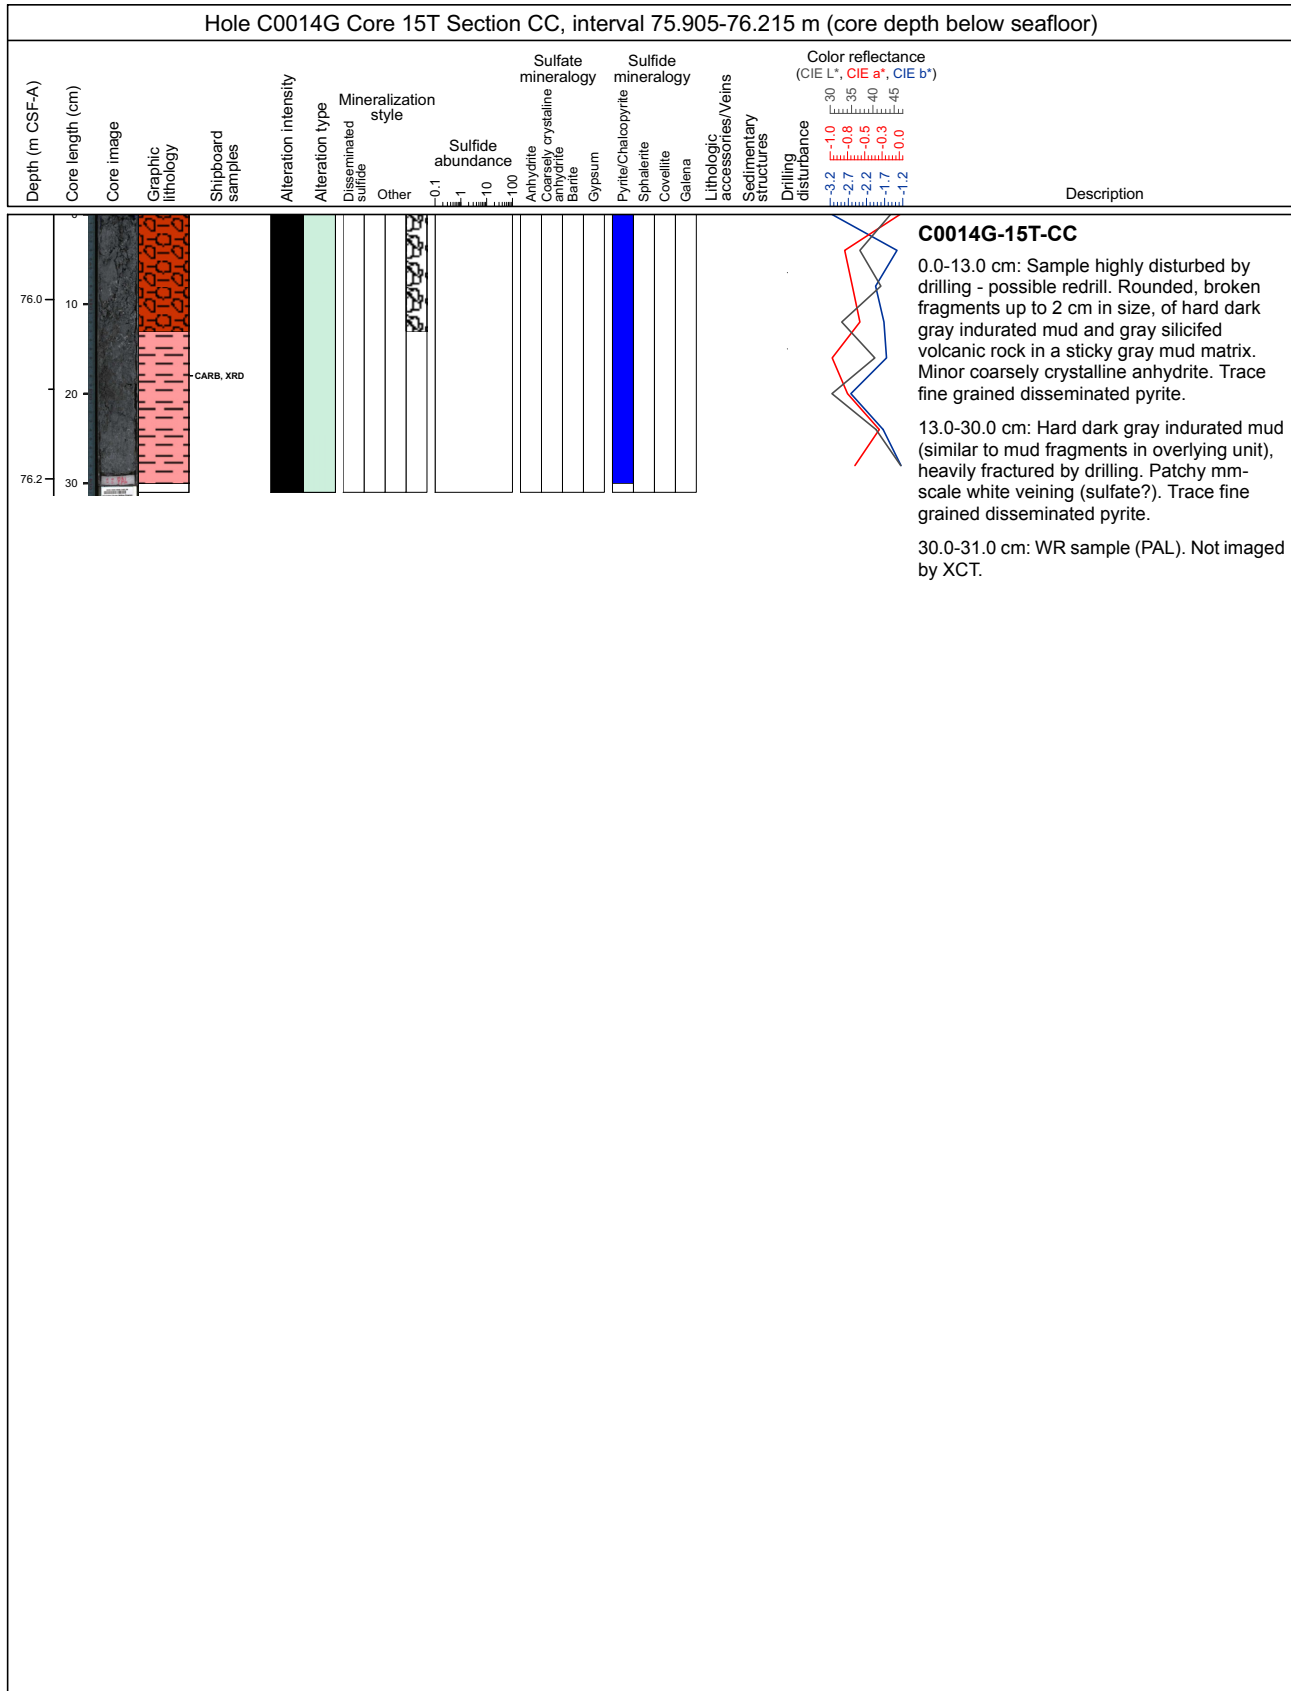 Hole C0014G Core 15T Section CC, interval 75.905-76.215 m (core depth below seafloor)
Depth (m CSF-A)
Core length (cm)
Core image
Graphic
lithology
Shipboard
samples
Alteration intensity
Alteration type
Mineralization
style
Disseminated
sulfide
Other
Sulfide
abundance
0.1
1
10
100
Sulfate
mineralogy
Anhydrite
Coarsely crystaline
anhydrite
Barite
Gypsum
Sulfide
mineralogy
Pyrite/Chalcopyrite
Sphalerite
Covellite
Galena
Lithologic
accessories/Veins
Sedimentary
structures
Drilling
disturbance
Color reflectance
(CIE L*, CIE a*, CIE b*)
30
35
40
45
-1.0
-0.8
-0.5
-0.3
0.0
-3.2
-2.7
-2.2
-1.7
-1.2
Description
76.0
76.2
10
20
30
CARB, XRD
C0014G-15T-CC
0.0-13.0 cm: Sample highly disturbed by
drilling - possible redrill. Rounded, broken
fragments up to 2 cm in size, of hard dark
gray indurated mud and gray silicifed
volcanic rock in a sticky gray mud matrix.
Minor coarsely crystalline anhydrite. Trace
fine grained disseminated pyrite.
13.0-30.0 cm: Hard dark gray indurated mud
(similar to mud fragments in overlying unit),
heavily fractured by drilling. Patchy mm-
scale white veining (sulfate?). Trace fine
grained disseminated pyrite.
30.0-31.0 cm: WR sample (PAL). Not imaged
by XCT.